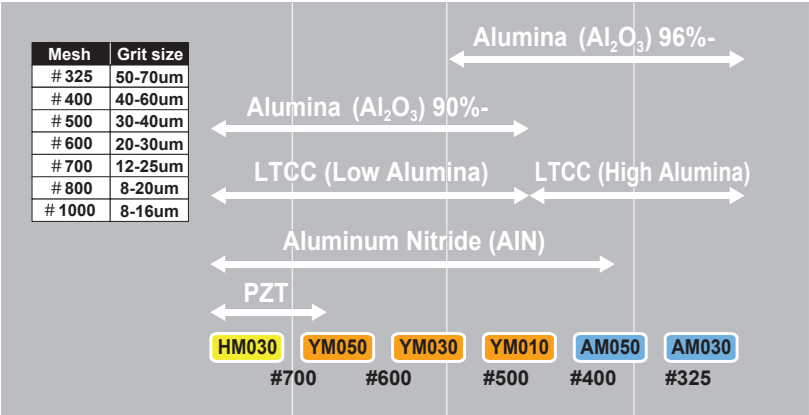 Alumina (Al₂O₃) 96%-
Mesh Grit size
#325 50-70um
#400 40-60um
#500 30-40um
#600 20-30um
#700 12-25um
#800 8-20um
#1000 8-16um
Alumina (Al₂O₃) 90%-
LTCC (Low Alumina) LTCC (High Alumina)
Aluminum Nitride (AlN)
PZT
HM030 YM050 YM030 YM010 AM050 AM030
#700 #600 #500 #400 #325